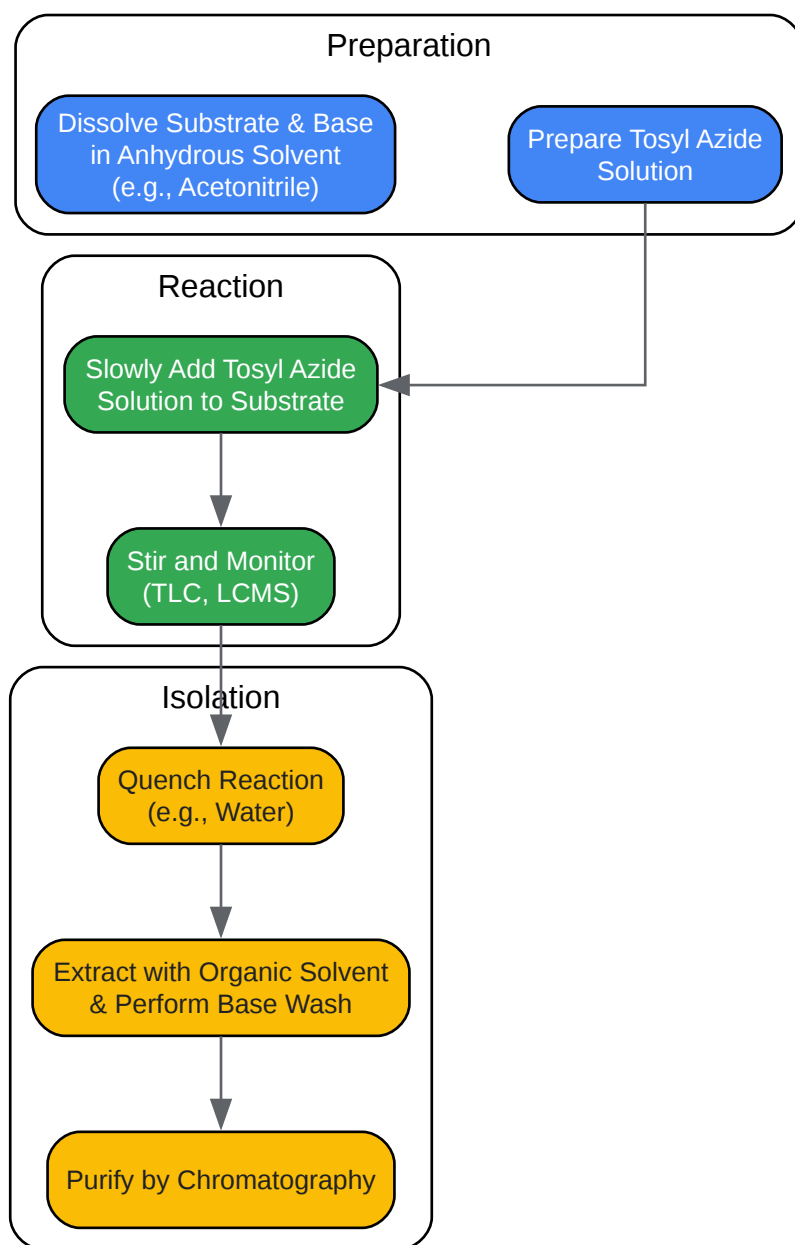 Preparation
Dissolve Substrate & Base
in Anhydrous Solvent
(e.g., Acetonitrile)
Prepare Tosyl Azide
Solution
Reaction
Slowly Add Tosyl Azide
Solution to Substrate
Stir and Monitor
(TLC, LCMS)
Isolation
Quench Reaction
(e.g., Water)
Extract with Organic Solvent
& Perform Base Wash
Purify by Chromatography